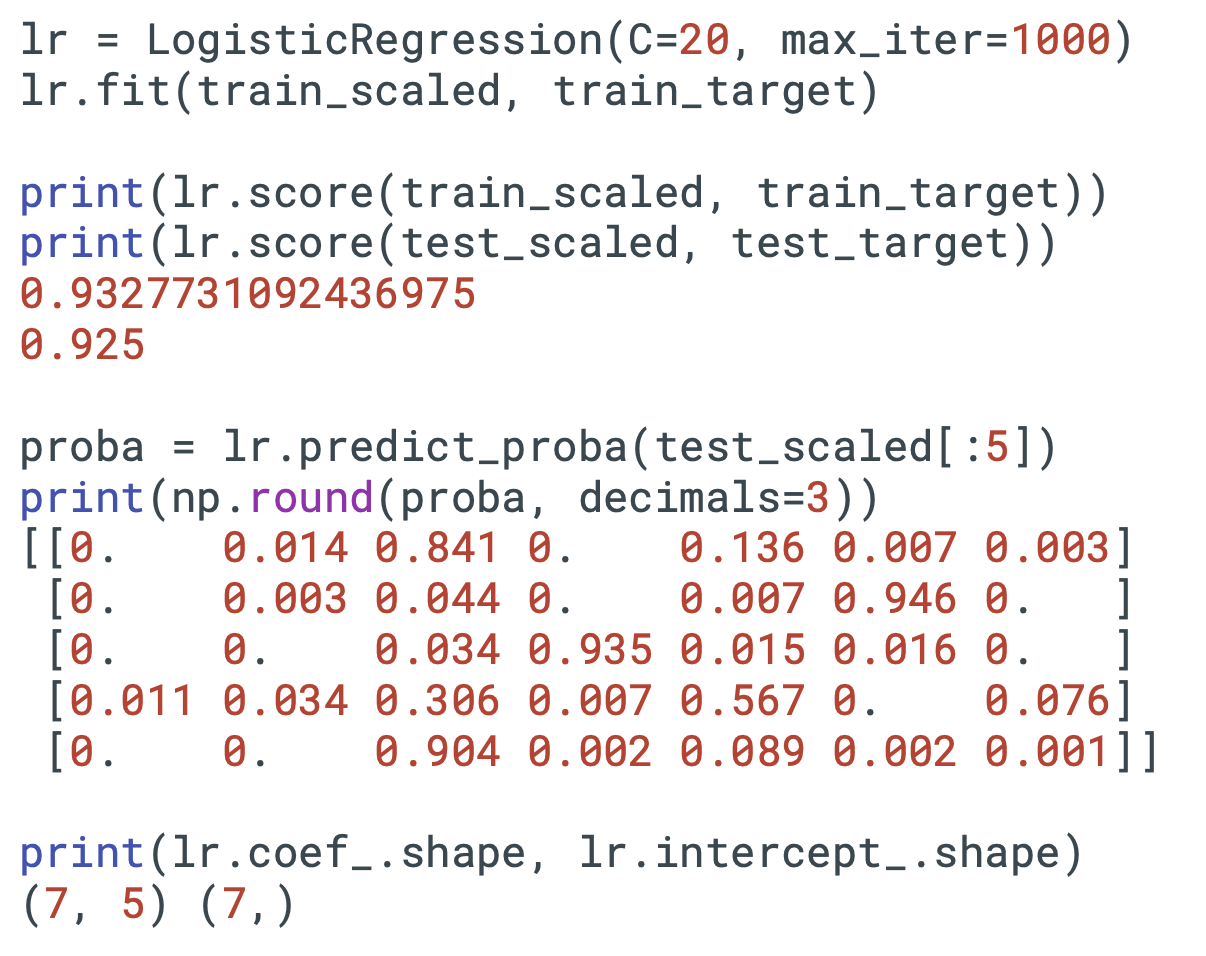 lr = LogisticRegression(C=20, max_iter=1000)
lr.fit(train_scaled, train_target)
print(lr.score(train_scaled, train_target))
print(lr.score(test_scaled, test_target))
0.9327731092436975
0.925
proba = lr.predict_proba(test_scaled[:5])
print(np.round(proba, decimals=3))
[[0.    0.014 0.841 0.    0.136 0.007 0.003]
 [0.    0.003 0.044 0.    0.007 0.946 0.   ]
 [0.    0.    0.034 0.935 0.015 0.016 0.   ]
 [0.011 0.034 0.306 0.007 0.567 0.    0.076]
 [0.    0.    0.904 0.002 0.089 0.002 0.001]]
print(lr.coef_.shape, lr.intercept_.shape)
(7, 5) (7,)